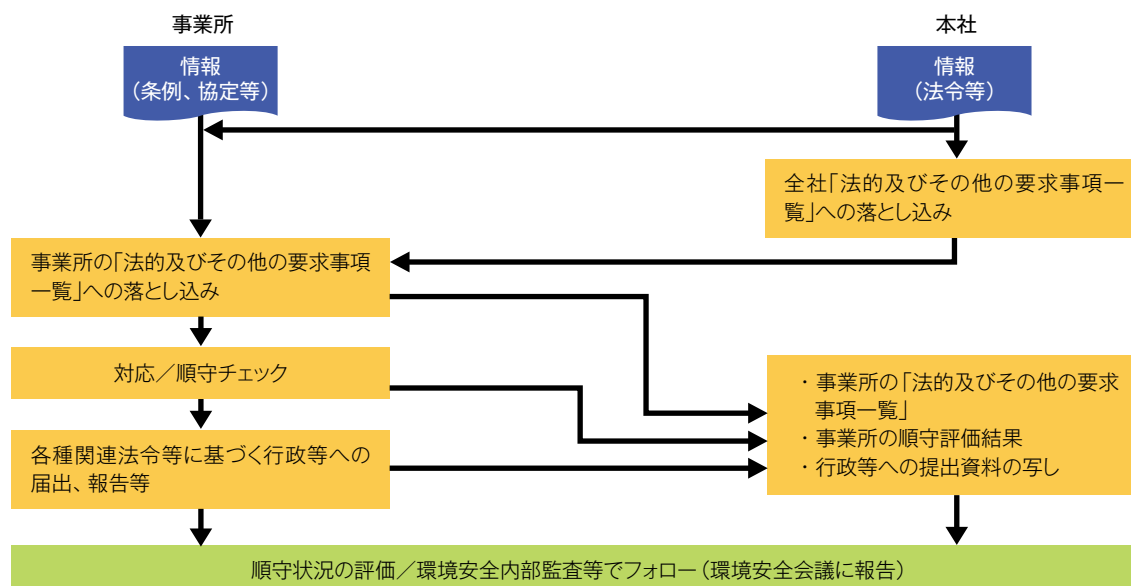 事業所
本社
情報
（条例、協定等）
情報
（法令等）
全社「法的及びその他の要求事項一
覧」への落とし込み
事業所の「法的及びその他の要求事項
一覧」への落とし込み
対応／順守チェック
各種関連法令等に基づく行政等への
届出、報告等
・事業所の「法的及びその他の要求
事項一覧」
・事業所の順守評価結果
・行政等への提出資料の写し
順守状況の評価／環境安全内部監査等でフォロー（環境安全会議に報告）